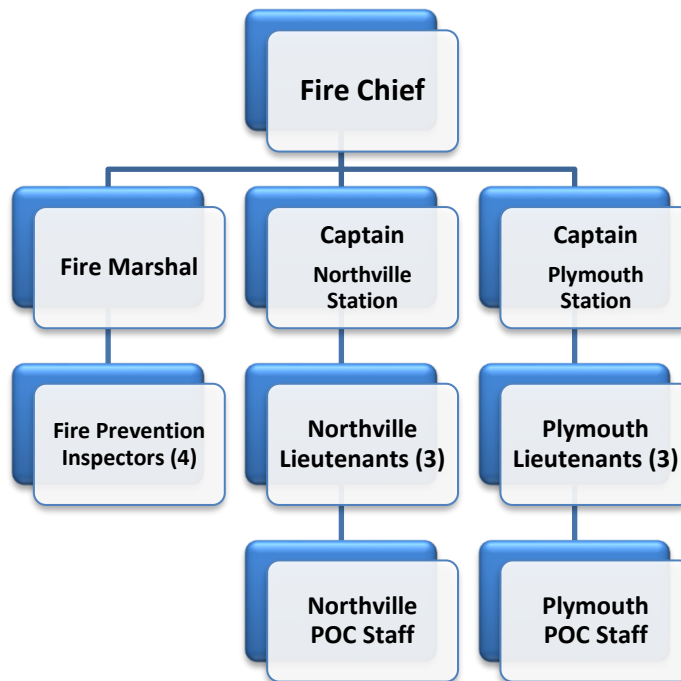 Fire Chief
Fire Marshal
Captain
Northville
Station
Captain
Plymouth
Station
Fire Prevention
Inspectors (4)
Northville
Lieutenants (3)
Plymouth
Lieutenants (3)
Northville
POC Staff
Plymouth
POC Staff